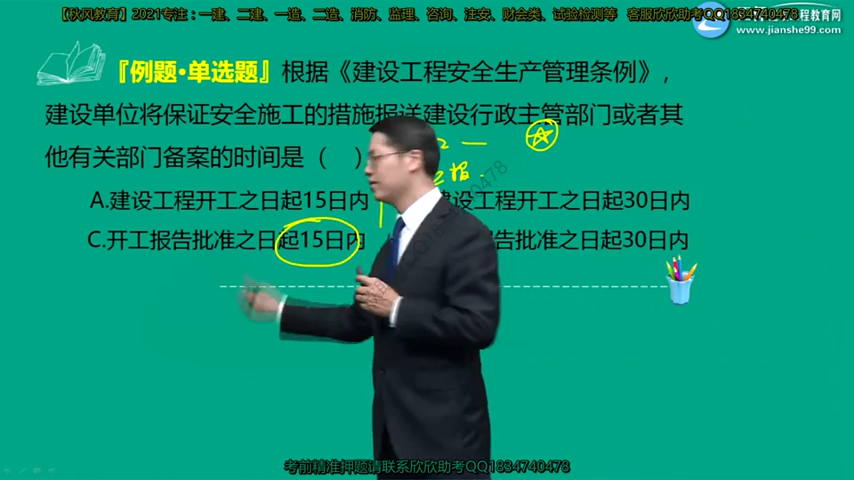 【秋风教育】2021专注：一建、二建、一造、二造、消防、监理、咨询、注安、财会类、试验检测等 客服欣欣助考QQ1834740478
程教育网
www.jianshe99.com
『例题·单选题』根据《建设工程安全生产管理条例》，
建设单位将保证安全施工的措施报送建设行政主管部门或者其
他有关部门备案的时间是（ ）
A.建设工程开工之日起15日内
建设工程开工之日起30日内
C.开工报告批准之日起15日内
告批准之日起30日内
考前精准押题请联系欣欣助考QQ1834740478